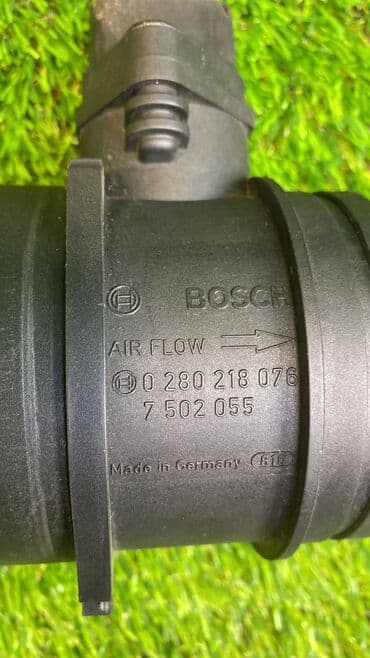 BOSCH
AIR FLOW
0 280 218 076
7 502 055
Made in Germany